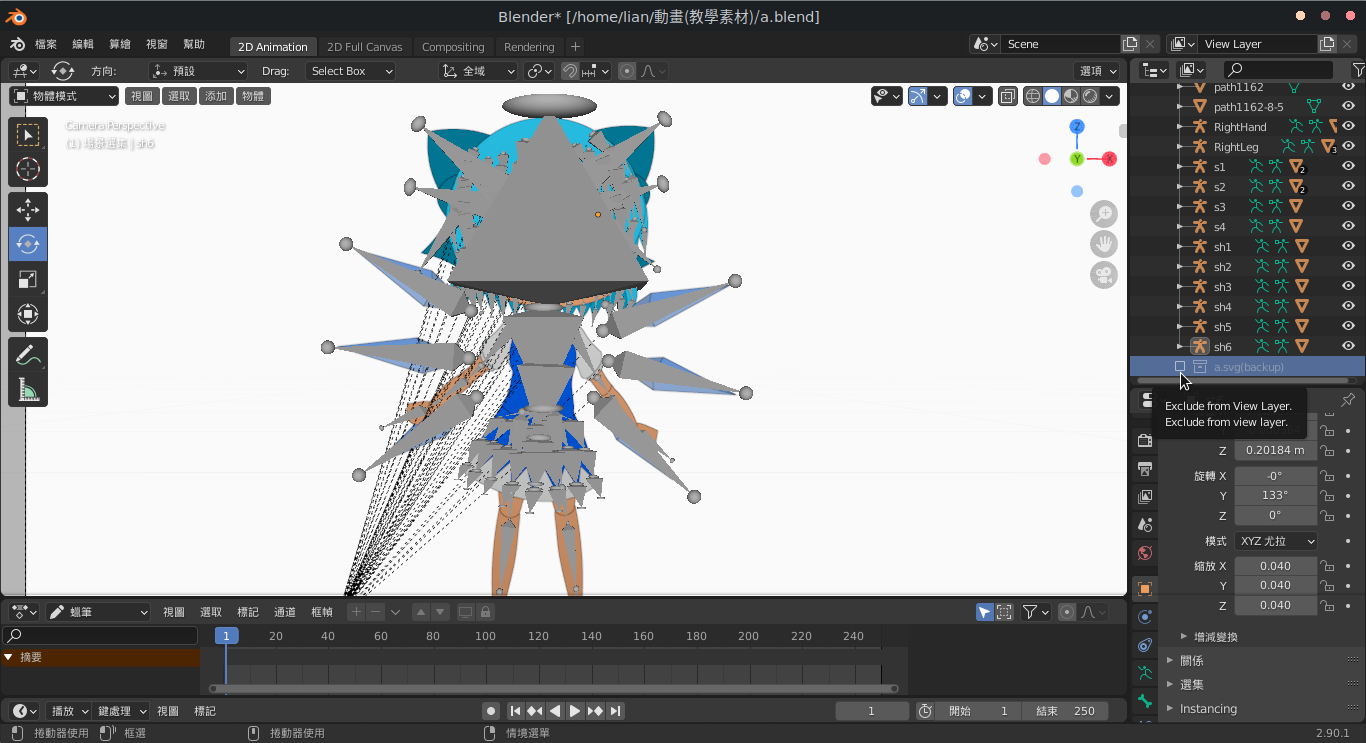 Blender* [/home/lian/動畫(教學素材)/a.blend]
檔案 編輯 算繪 視窗 幫助 2D Animation 2D Full Canvas Compositing Rendering + Scene View Layer
方向: 預設 Drag: Select Box 全域 選項
物體模式 視圖 選取 添加 物體
Camera Perspective
(1) 場景選集 | sh6
Z
Y
X
path1162
path1162-8-5
RightHand
RightLeg 3
s1 2
s2 2
s3
s4
sh1
sh2
sh3
sh4
sh5
sh6
a.svg(backup)
Exclude from View Layer.
Exclude from view layer.
Z 0.20184 m
旋轉 X -0°
Y 133°
Z 0°
模式 XYZ 尤拉
縮放 X 0.040
Y 0.040
Z 0.040
增減變換
關係
選集
Instancing
蠟筆 視圖 選取 標記 通道 框幀
1 20 40 60 80 100 120 140 160 180 200 220 240
摘要
播放 鍵處理 視圖 標記 1 開始 1 結束 250
捲動器使用 框選 捲動器使用 情境選單 2.90.1